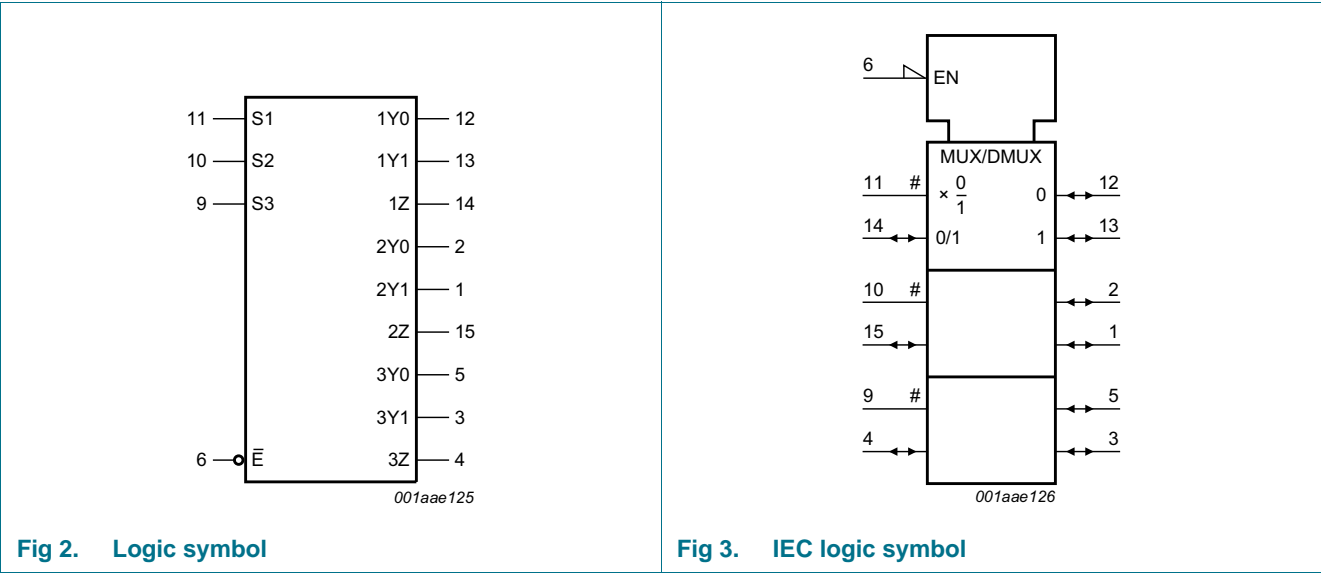 11 S1 1Y0 12
10 S2 1Y1 13
9 S3 1Z 14
2Y0 2
2Y1 1
2Z 15
3Y0 5
3Y1 3
6 E̅ 3Z 4
001aae125
Fig 2. Logic symbol
6 EN
MUX/DMUX
11 # × 0/1 0 12
14 0/1 1 13
10 # 2
15 1
9 # 5
4 3
001aae126
Fig 3. IEC logic symbol